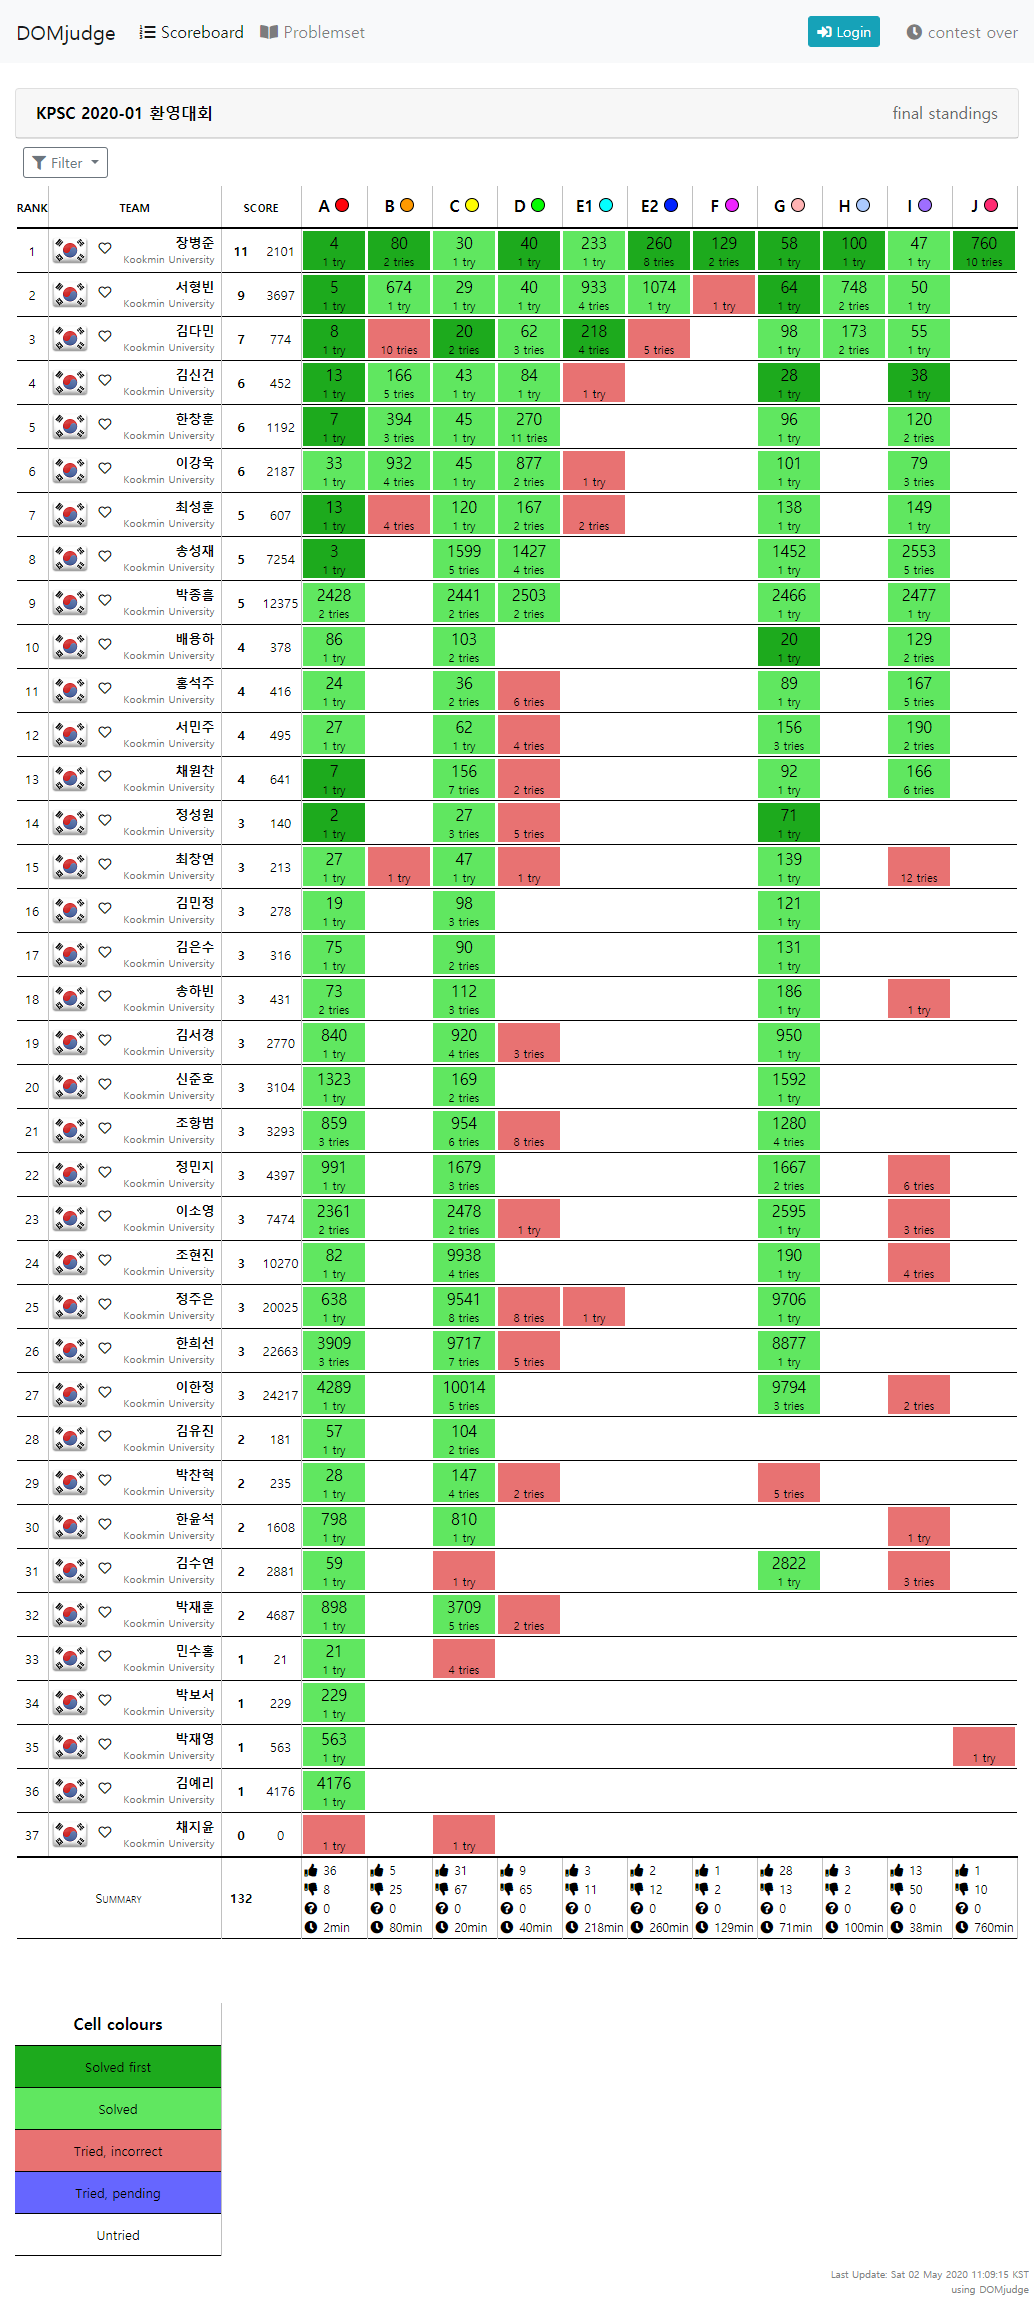 DOMjudge Scoreboard Problemset Login contest over
KPSC 2020-01 환영대회 final standings
Filter
RANK TEAM SCORE A B C D E1 E2 F G H I J
1 장병준 11 2101 4 80 30 40 233 260 129 58 100 47 760
Kookmin University 1 try 2 tries 1 try 1 try 1 try 8 tries 2 tries 1 try 1 try 1 try 10 tries
2 서형빈 9 3697 5 674 29 40 933 1074 64 748 50
Kookmin University 1 try 1 try 1 try 1 try 4 tries 1 try 1 try 1 try 2 tries 1 try
3 김다민 7 774 8 20 62 218 98 173 55
Kookmin University 1 try 10 tries 2 tries 3 tries 4 tries 5 tries 1 try 2 tries 1 try
4 김신건 6 452 13 166 43 84 28 38
Kookmin University 1 try 5 tries 1 try 1 try 1 try 1 try 1 try
5 한창훈 6 1192 7 394 45 270 96 120
Kookmin University 1 try 3 tries 1 try 11 tries 1 try 2 tries
6 이강욱 6 2187 33 932 45 877 101 79
Kookmin University 1 try 4 tries 1 try 2 tries 1 try 1 try 3 tries
7 최성훈 5 607 13 120 167 138 149
Kookmin University 1 try 4 tries 1 try 2 tries 2 tries 1 try 1 try
8 송성재 5 7254 3 1599 1427 1452 2553
Kookmin University 1 try 5 tries 4 tries 1 try 5 tries
9 박종흠 5 12375 2428 2441 2503 2466 2477
Kookmin University 2 tries 2 tries 2 tries 1 try 1 try
10 배용하 4 378 86 103 20 129
Kookmin University 1 try 2 tries 1 try 2 tries
11 홍석주 4 416 24 36 89 167
Kookmin University 1 try 2 tries 6 tries 1 try 5 tries
12 서민주 4 495 27 62 156 190
Kookmin University 1 try 1 try 4 tries 3 tries 2 tries
13 채원찬 4 641 7 156 92 166
Kookmin University 1 try 7 tries 2 tries 1 try 6 tries
14 정성원 3 140 2 27 71
Kookmin University 1 try 3 tries 5 tries 1 try
15 최창연 3 213 27 47 139
Kookmin University 1 try 1 try 1 try 1 try 1 try 12 tries
16 김민정 3 278 19 98 121
Kookmin University 1 try 3 tries 1 try
17 김은수 3 316 75 90 131
Kookmin University 1 try 2 tries 1 try
18 송하빈 3 431 73 112 186
Kookmin University 2 tries 3 tries 1 try 1 try
19 김서경 3 2770 840 920 950
Kookmin University 1 try 4 tries 3 tries 1 try
20 신준호 3 3104 1323 169 1592
Kookmin University 1 try 2 tries 1 try
21 조항범 3 3293 859 954 1280
Kookmin University 3 tries 6 tries 8 tries 4 tries
22 정민지 3 4397 991 1679 1667
Kookmin University 1 try 3 tries 2 tries 6 tries
23 이소영 3 7474 2361 2478 2595
Kookmin University 2 tries 2 tries 1 try 1 try 3 tries
24 조현진 3 10270 82 9938 190
Kookmin University 1 try 4 tries 1 try 4 tries
25 정주은 3 20025 638 9541 9706
Kookmin University 1 try 8 tries 8 tries 1 try 1 try
26 한희선 3 22663 3909 9717 8877
Kookmin University 3 tries 7 tries 5 tries 1 try
27 이한정 3 24217 4289 10014 9794
Kookmin University 1 try 5 tries 3 tries 2 tries
28 김유진 2 181 57 104
Kookmin University 1 try 2 tries
29 박찬혁 2 235 28 147
Kookmin University 1 try 4 tries 2 tries 5 tries
30 한윤석 2 1608 798 810
Kookmin University 1 try 1 try 1 try
31 김수연 2 2881 59 2822
Kookmin University 1 try 1 try 1 try 3 tries
32 박재훈 2 4687 898 3709
Kookmin University 1 try 5 tries 2 tries
33 민수홍 1 21 21
Kookmin University 1 try 4 tries
34 박보서 1 229 229
Kookmin University 1 try
35 박재영 1 563 563
Kookmin University 1 try 1 try
36 김예리 1 4176 4176
Kookmin University 1 try
37 채지윤 0 0
Kookmin University 1 try 1 try
36 5 31 9 3 2 1 28 3 13 1
Summary 132 8 25 67 65 11 12 2 13 2 50 10
0 0 0 0 0 0 0 0 0 0 0
2min 80min 20min 40min 218min 260min 129min 71min 100min 38min 760min
Cell colours
Solved first
Solved
Tried, incorrect
Tried, pending
Untried
Last Update: Sat 02 May 2020 11:09:15 KST
using DOMjudge